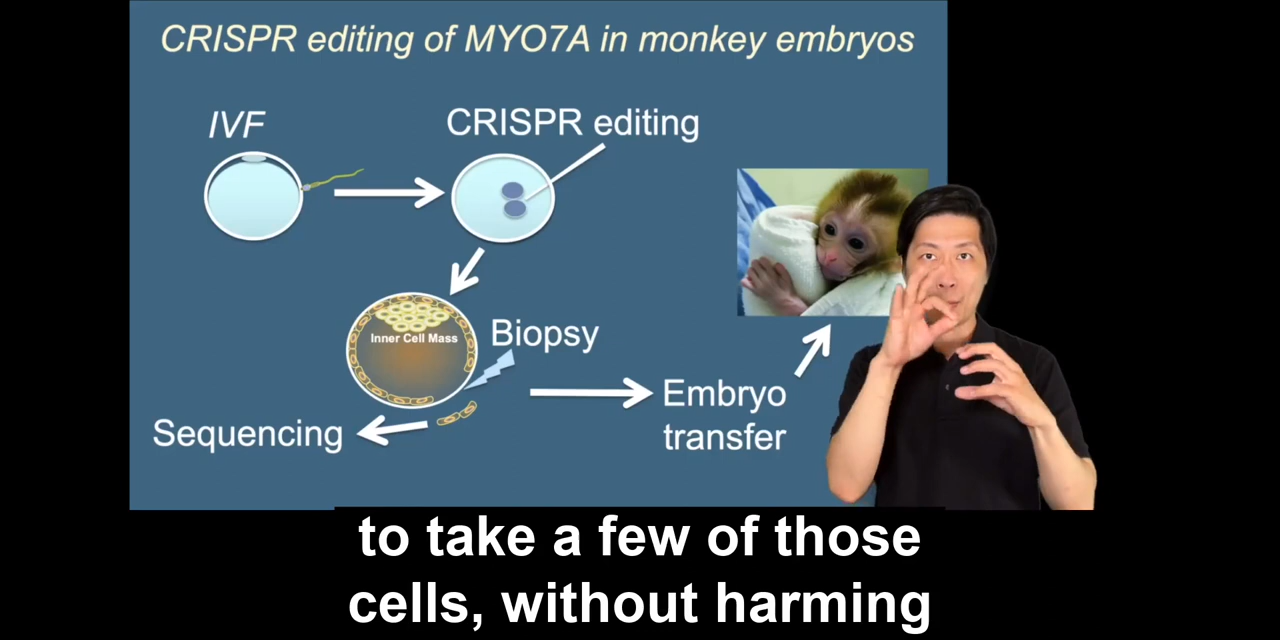 CRISPR editing of MYO7A in monkey embryos
IVF
CRISPR editing
Inner Cell Mass
Biopsy
Sequencing
Embryo
transfer
to take a few of those
cells, without harming